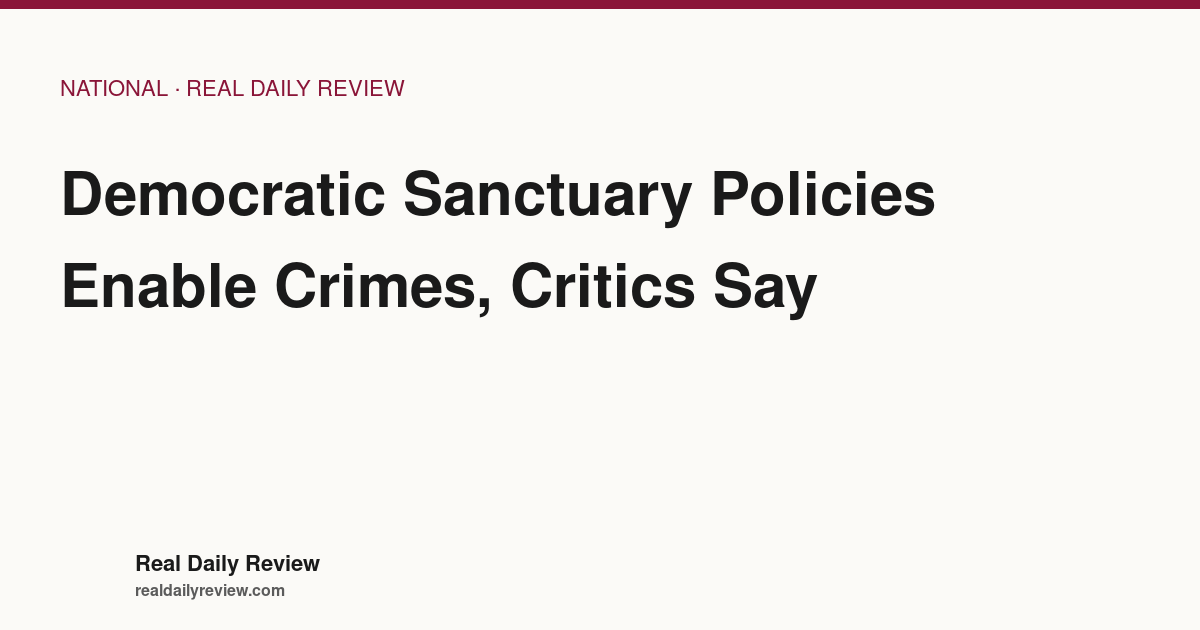 NATIONAL · REAL DAILY REVIEW
Democratic Sanctuary Policies
Enable Crimes, Critics Say
Real Daily Review
realdailyreview.com